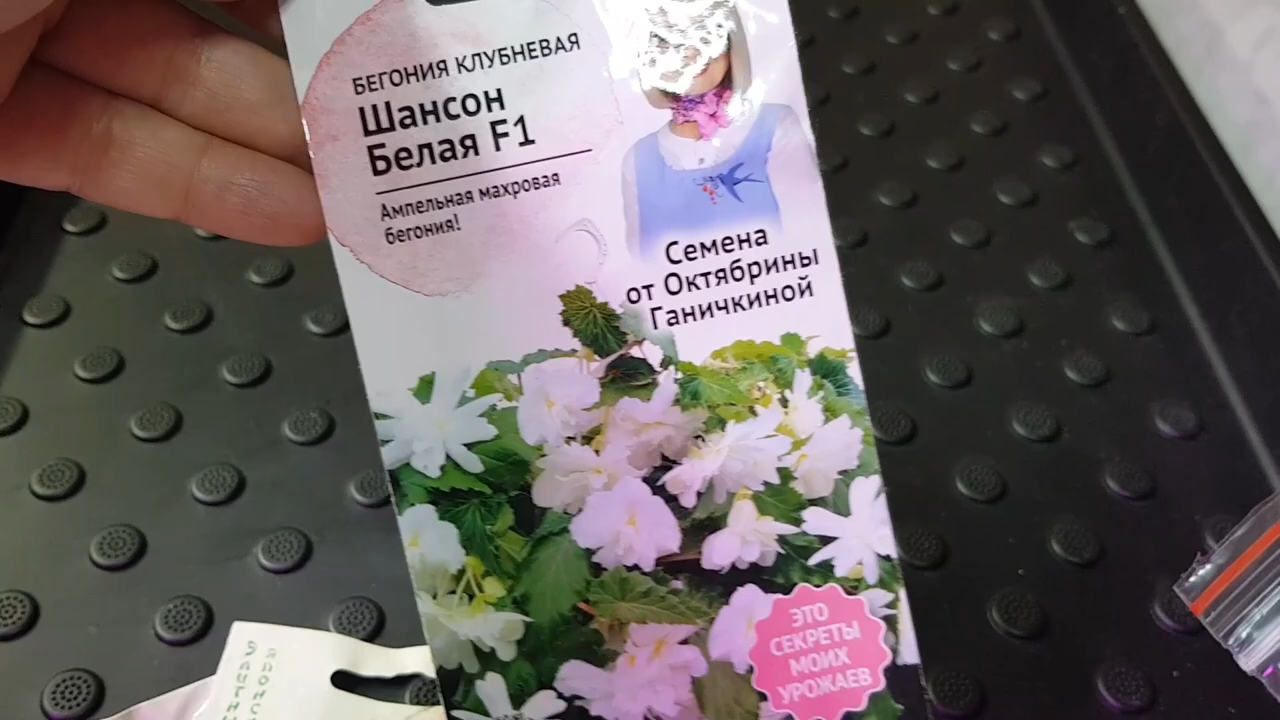 БЕГОНИЯ КЛУБНЕВАЯ
Шансон
Белая F1
Ампельная махровая
бегония!
Семена
от Октябрины
Ганичкиной
ЭТО
СЕКРЕТЫ
МОИХ
УРОЖАЕВ